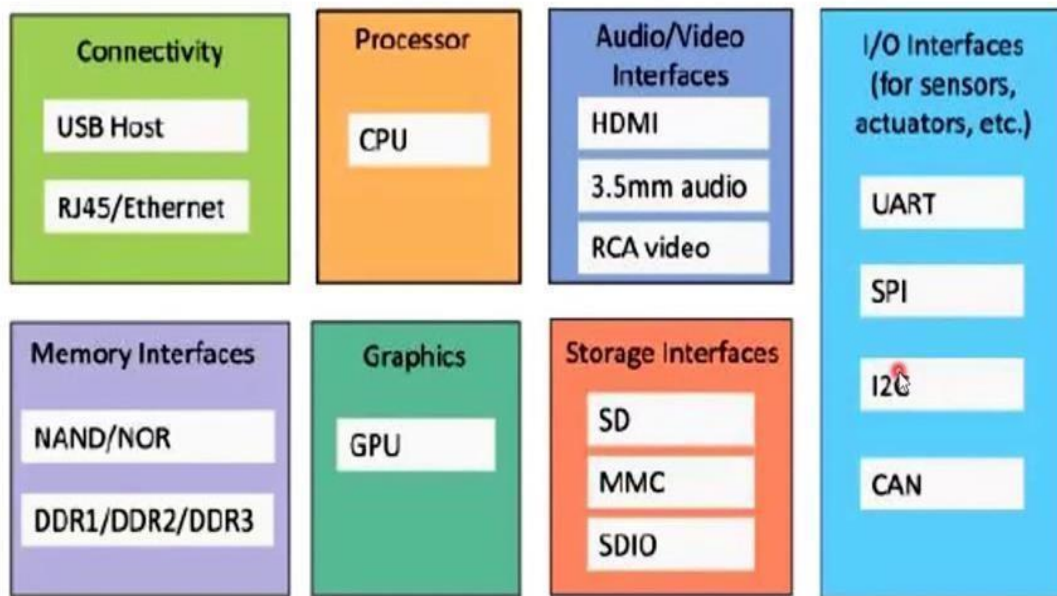 Connectivity
USB Host
RJ45/Ethernet
Processor
CPU
Audio/Video
Interfaces
HDMI
3.5mm audio
RCA video
I/O Interfaces
(for sensors,
actuators, etc.)
UART
SPI
I2C
CAN
Memory Interfaces
NAND/NOR
DDR1/DDR2/DDR3
Graphics
GPU
Storage Interfaces
SD
MMC
SDIO